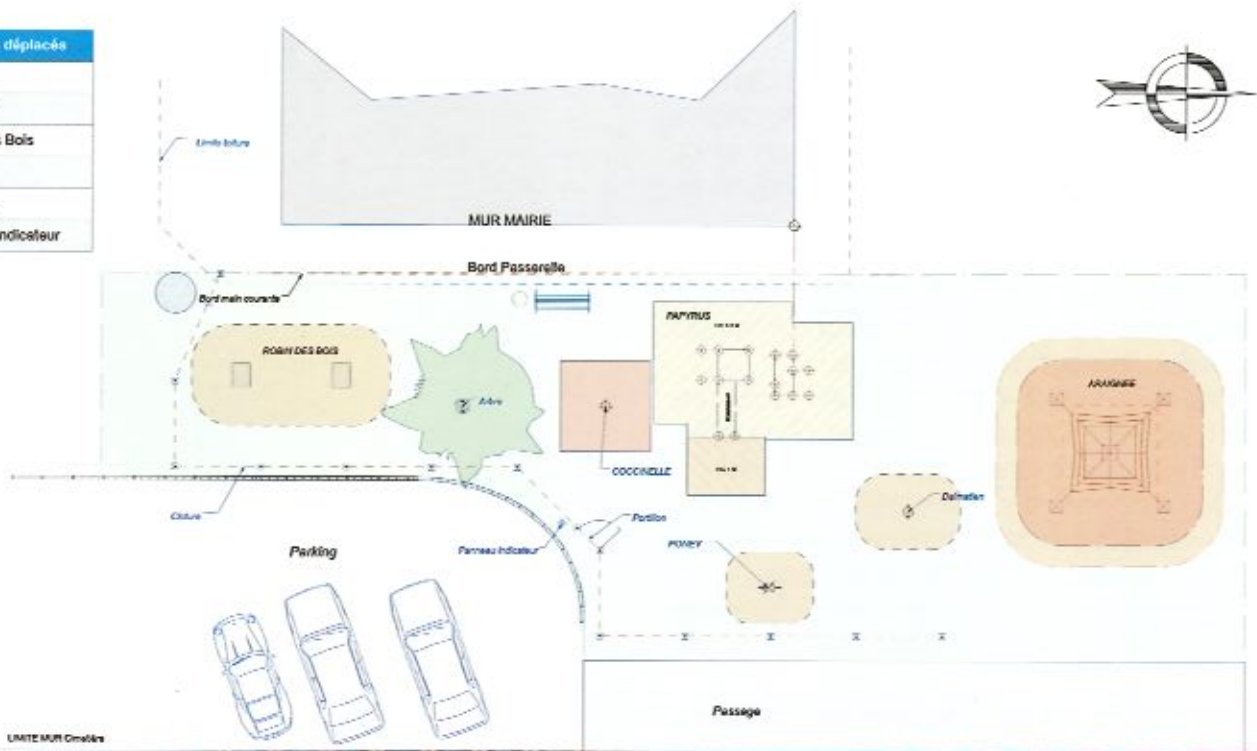 déplacés
Bois
ndicateur
Limite toiture
MUR MAIRIE
Bord Passerelle
Bord main courante
ROBIN DES BOIS
PAPYRUS
ARAIGNEE
Arbre
COCCINELLE
Dalmatien
Clôture
Portillon
Panneau Indicateur
PONEY
Parking
Passage
LIMITE MUR Cimetière